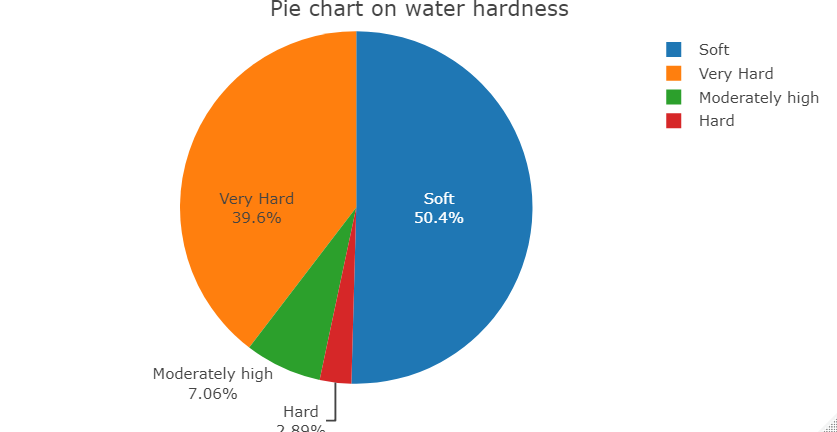 Pie chart on water hardness
Soft
Very Hard
Moderately high
Hard
Very Hard
39.6%
Soft
50.4%
Moderately high
7.06%
Hard
2.89%